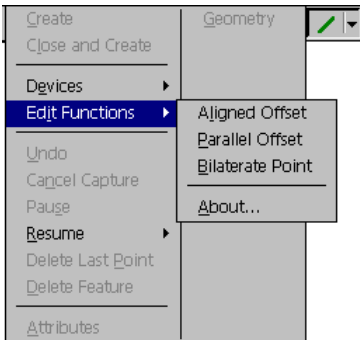 Create
Close and Create
Devices
Edit Functions
Undo
Cancel Capture
Pause
Resume
Delete Last Point
Delete Feature
Attributes
Geometry
Aligned Offset
Parallel Offset
Bilaterate Point
About...